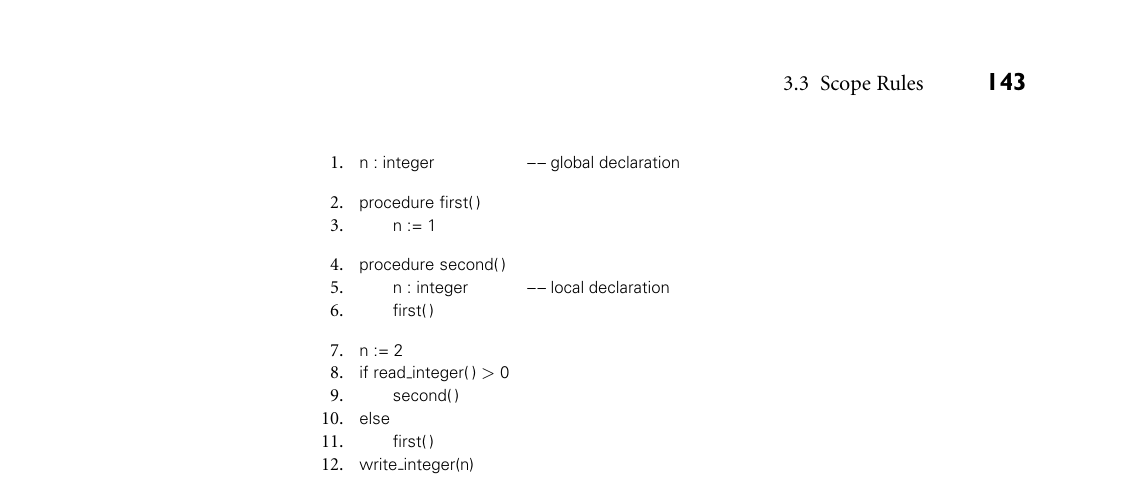 3.3 Scope Rules 143
1. n : integer −− global declaration
2. procedure first()
3. n := 1
4. procedure second()
5. n : integer −− local declaration
6. first()
7. n := 2
8. if read_integer() > 0
9. second()
10. else
11. first()
12. write_integer(n)